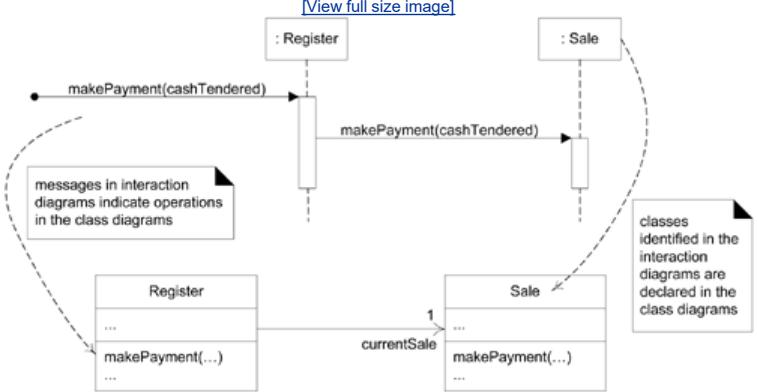 [View full size image]
: Register
: Sale
makePayment(cashTendered)
makePayment(cashTendered)
messages in interaction
diagrams indicate operations
in the class diagrams
classes
identified in the
interaction
diagrams are
declared in the
class diagrams
Register
...
makePayment(...)
...
1
currentSale
Sale
...
makePayment(...)
...